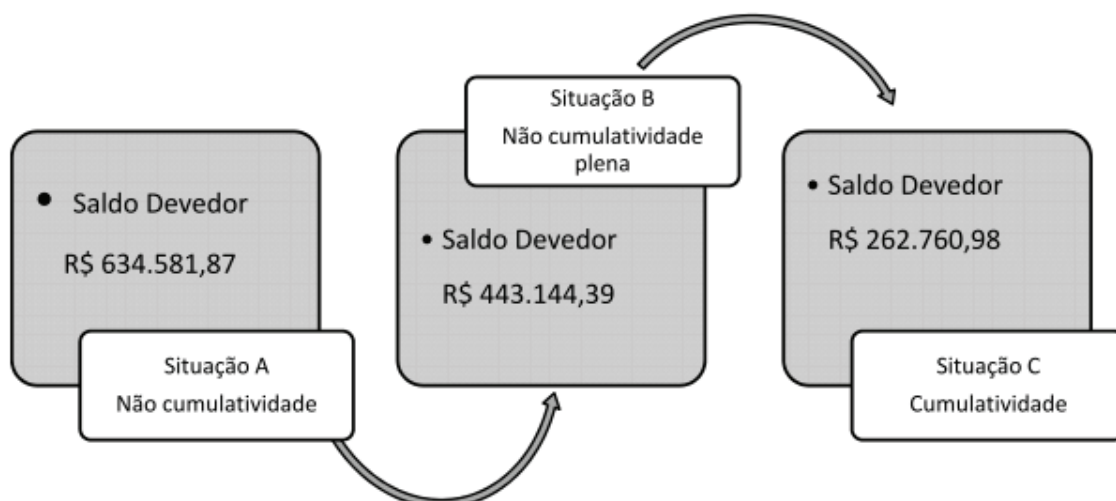 • Saldo Devedor
R$ 634.581,87
Situação A
Não cumulatividade
Situação B
Não cumulatividade
plena
• Saldo Devedor
R$ 443.144,39
• Saldo Devedor
R$ 262.760,98
Situação C
Cumulatividade